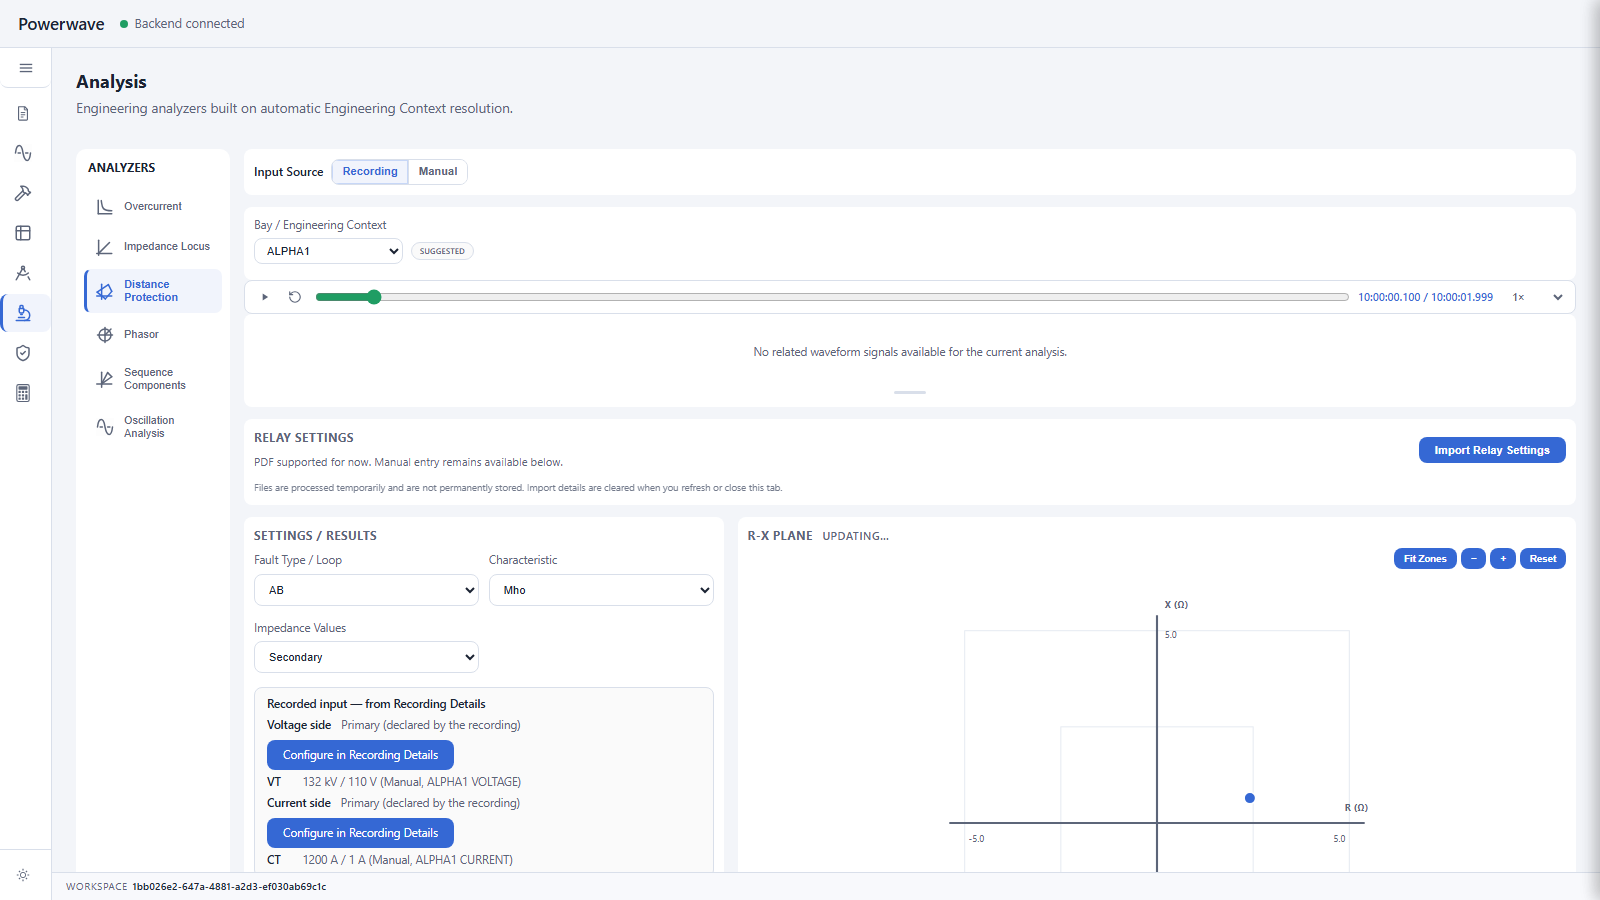 Powerwave
Backend connected
Analysis
Engineering analyzers built on automatic Engineering Context resolution.
ANALYZERS
Overcurrent
Impedance Locus
Distance
Protection
Phasor
Sequence
Components
Oscillation
Analysis
Input Source
Recording
Manual
Bay / Engineering Context
ALPHA1
SUGGESTED
10:00:00.100 / 10:00:01.999
1×
No related waveform signals available for the current analysis.
RELAY SETTINGS
PDF supported for now. Manual entry remains available below.
Files are processed temporarily and are not permanently stored. Import details are cleared when you refresh or close this tab.
Import Relay Settings
SETTINGS / RESULTS
Fault Type / Loop
Characteristic
AB
Mho
Impedance Values
Secondary
Recorded input — from Recording Details
Voltage side Primary (declared by the recording)
Configure in Recording Details
VT 132 kV / 110 V (Manual, ALPHA1 VOLTAGE)
Current side Primary (declared by the recording)
Configure in Recording Details
CT 1200 A / 1 A (Manual, ALPHA1 CURRENT)
R-X PLANE UPDATING...
Fit Zones
−
+
Reset
X (Ω)
5.0
R (Ω)
-5.0
5.0
WORKSPACE 1bb026e2-647a-4881-a2d3-ef030ab69c1c